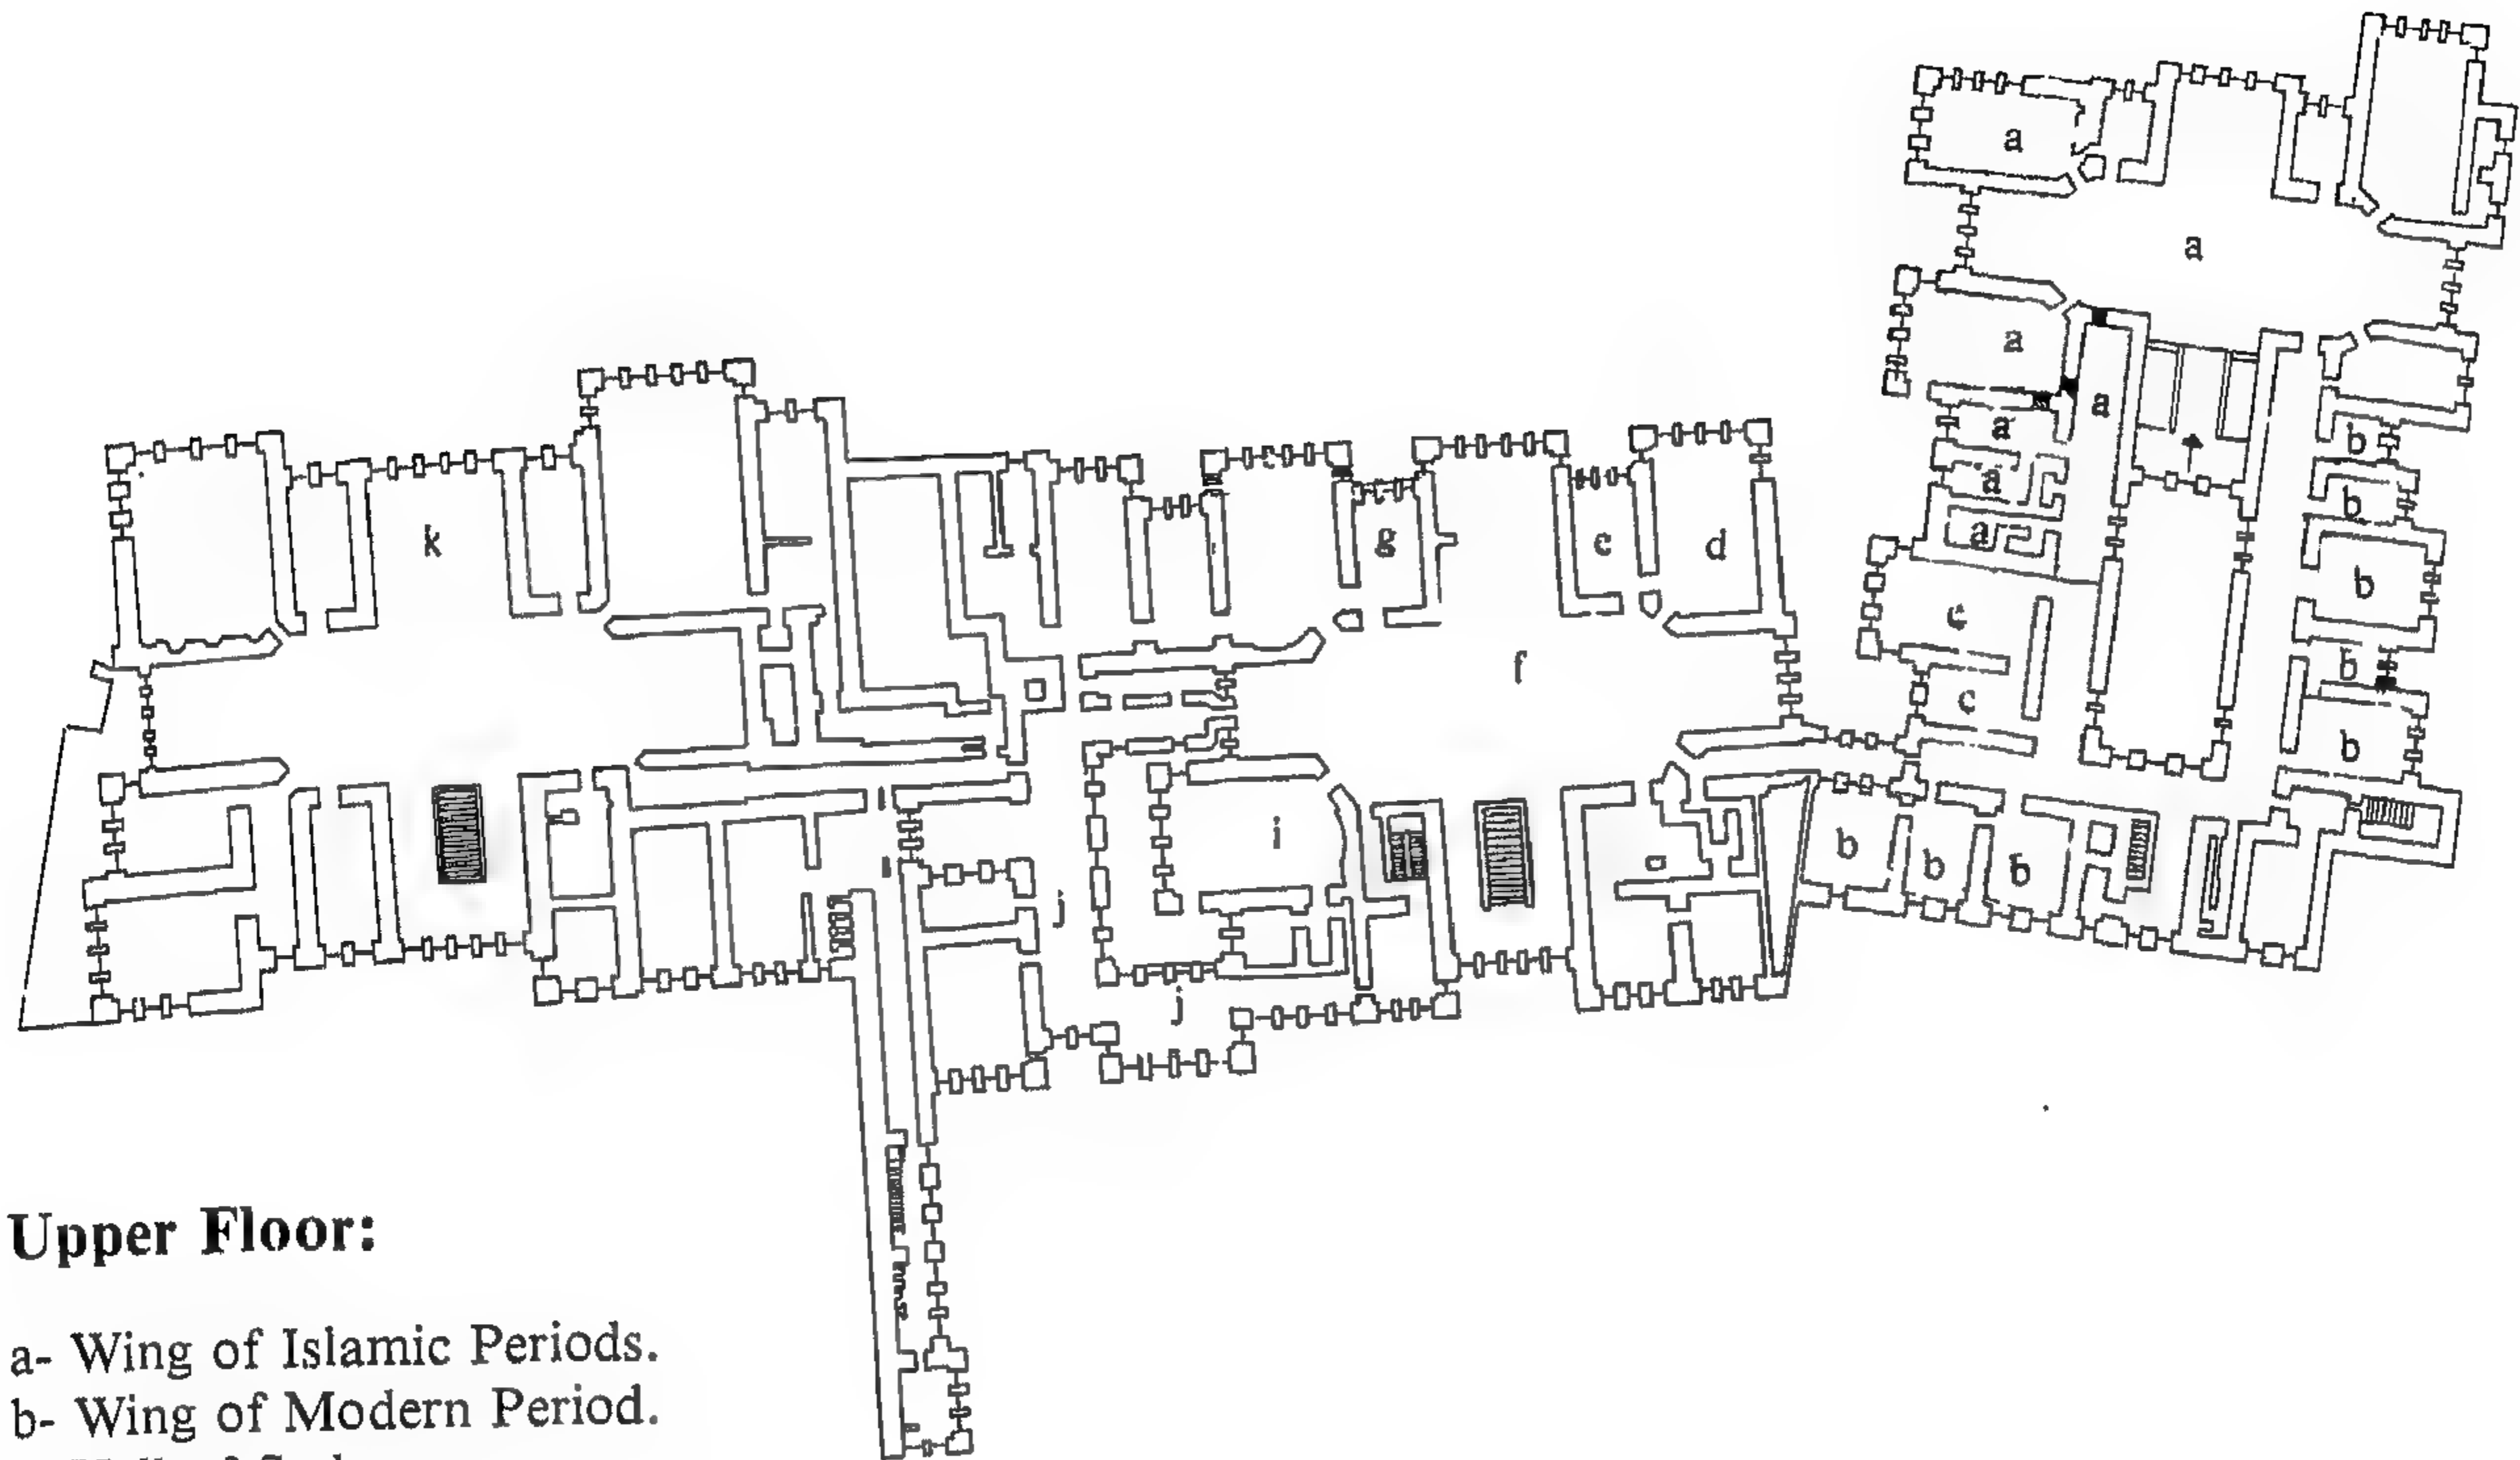 a
a
a
a
a
a
a
b
b
b
b
b
k
g
e
d
c
c
f
i
b
b
b
j
j
Upper Floor:
a- Wing of Islamic Periods.
b- Wing of Modern Period.